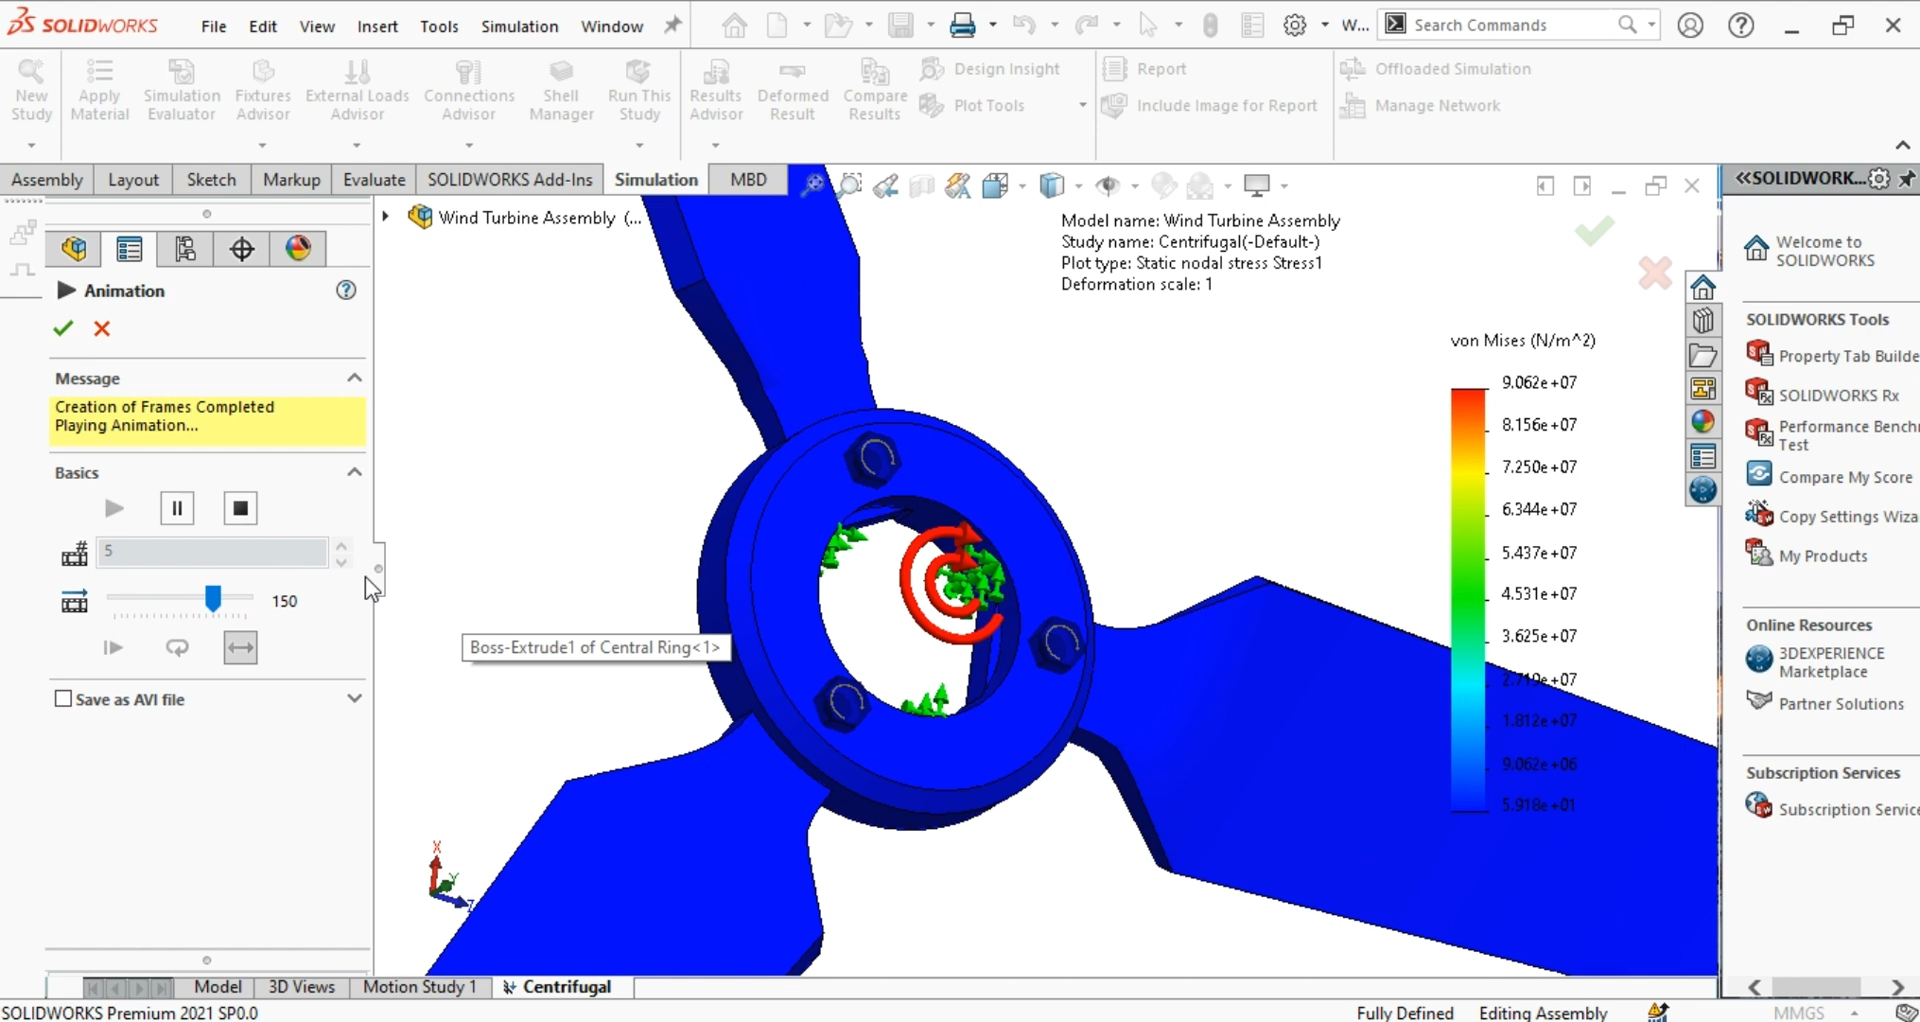 SOLIDWORKS
File Edit View Insert Tools Simulation Window
W...
Search Commands
New Study
Apply Material
Simulation Evaluator
Fixtures Advisor
External Loads Advisor
Connections Advisor
Shell Manager
Run This Study
Results Advisor
Deformed Result
Compare Results
Design Insight
Plot Tools
Report
Include Image for Report
Offloaded Simulation
Manage Network
Assembly Layout Sketch Markup Evaluate SOLIDWORKS Add-Ins Simulation MBD
Animation
Message
Creation of Frames Completed
Playing Animation...
Basics
5
150
Save as AVI file
Wind Turbine Assembly (...
Model name: Wind Turbine Assembly
Study name: Centrifugal(-Default-)
Plot type: Static nodal stress Stress1
Deformation scale: 1
Boss-Extrude1 of Central Ring<1>
X
Y
Z
von Mises (N/m^2)
9.062e+07
8.156e+07
7.250e+07
6.344e+07
5.437e+07
4.531e+07
3.625e+07
2.719e+07
1.812e+07
9.062e+06
5.918e+01
SOLIDWORK...
Welcome to
SOLIDWORKS
SOLIDWORKS Tools
Property Tab Builde
SOLIDWORKS Rx
Performance Bench
Test
Compare My Score
Copy Settings Wiza
My Products
Online Resources
3DEXPERIENCE
Marketplace
Partner Solutions
Subscription Services
Subscription Service
Model 3D Views Motion Study 1 Centrifugal
SOLIDWORKS Premium 2021 SP0.0
Fully Defined
Editing Assembly
MMGS